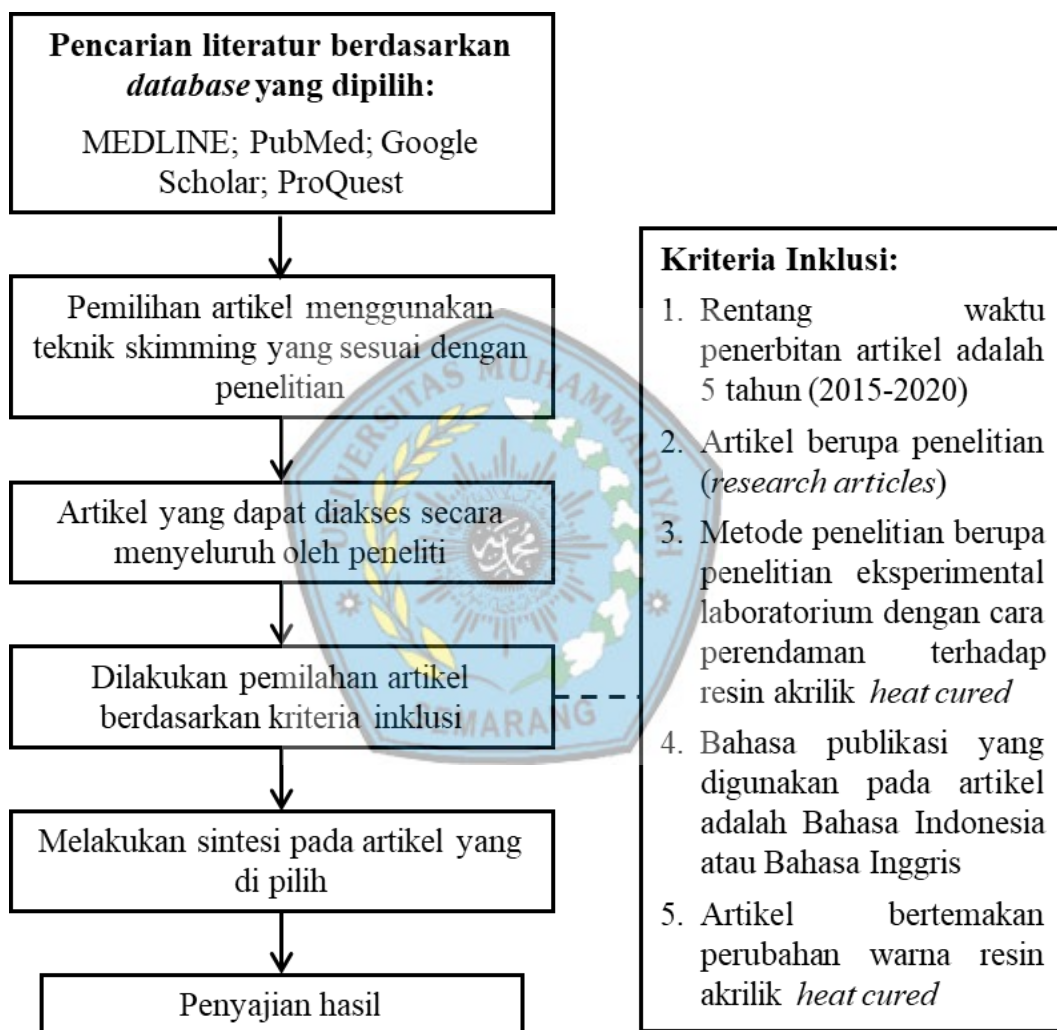 Pencarian literatur berdasarkan
database yang dipilih:
MEDLINE; PubMed; Google
Scholar; ProQuest
Pemilihan artikel menggunakan
teknik skimming yang sesuai dengan
penelitian
Artikel yang dapat diakses secara
menyeluruh oleh peneliti
Dilakukan pemilahan artikel
berdasarkan kriteria inklusi
Melakukan sintesi pada artikel yang
di pilih
Penyajian hasil
Kriteria Inklusi:
1. Rentang waktu
penerbitan artikel adalah
5 tahun (2015-2020)
2. Artikel berupa penelitian
(research articles)
3. Metode penelitian berupa
penelitian eksperimental
laboratorium dengan cara
perendaman terhadap
resin akrilik heat cured
4. Bahasa publikasi yang
digunakan pada artikel
adalah Bahasa Indonesia
atau Bahasa Inggris
5. Artikel bertemakan
perubahan warna resin
akrilik heat cured
UNIVERSITAS MUHAMMADIYAH
SEMARANG